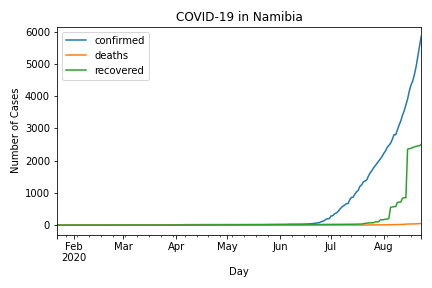 COVID-19 in Namibia
confirmed
deaths
recovered
Number of Cases
6000
5000
4000
3000
2000
1000
0
Feb Mar Apr May Jun Jul Aug
2020
Day